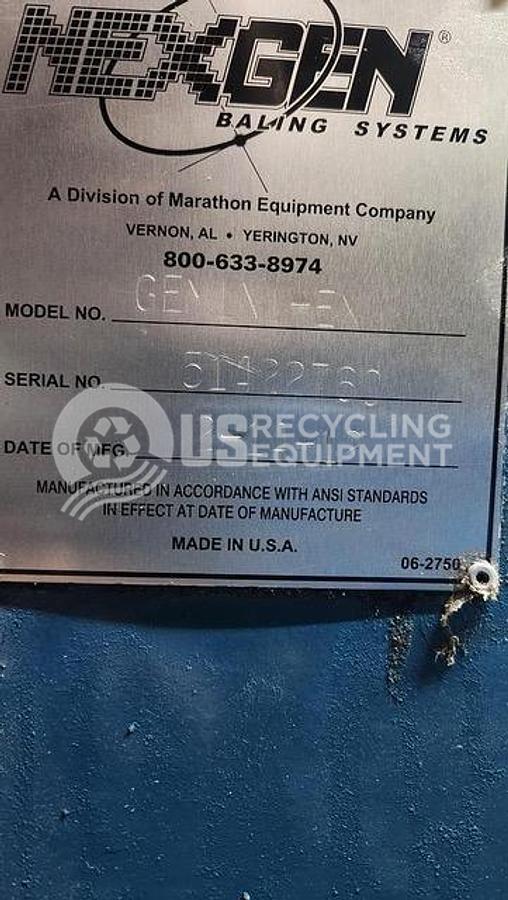 NEXGEN®
BALING SYSTEMS
A Division of Marathon Equipment Company
VERNON, AL • YERINGTON, NV
800-633-8974
MODEL NO.
SERIAL NO.
DATE OF MFG.
US RECYCLING
EQUIPMENT
MANUFACTURED IN ACCORDANCE WITH ANSI STANDARDS
IN EFFECT AT DATE OF MANUFACTURE
MADE IN U.S.A.
06-2750